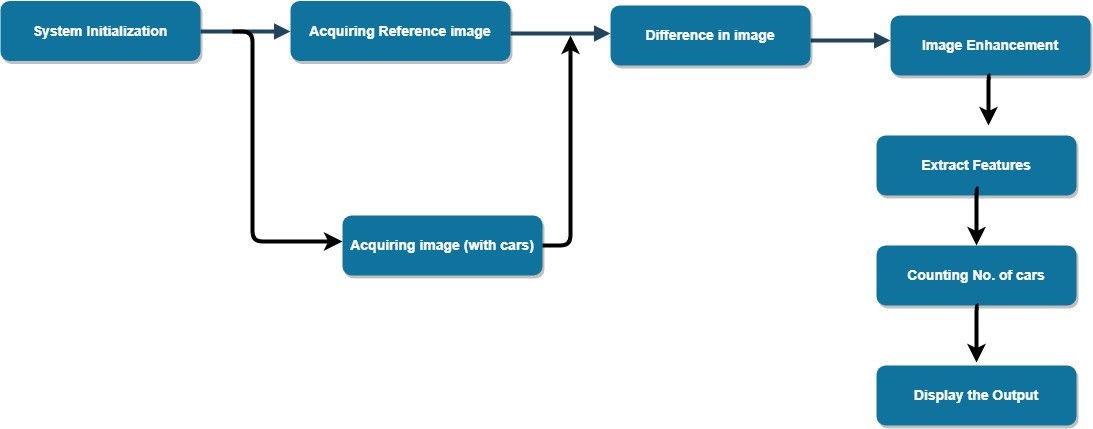 System Initialization
Acquiring Reference image
Difference in image
Image Enhancement
Extract Features
Acquiring image (with cars)
Counting No. of cars
Display the Output